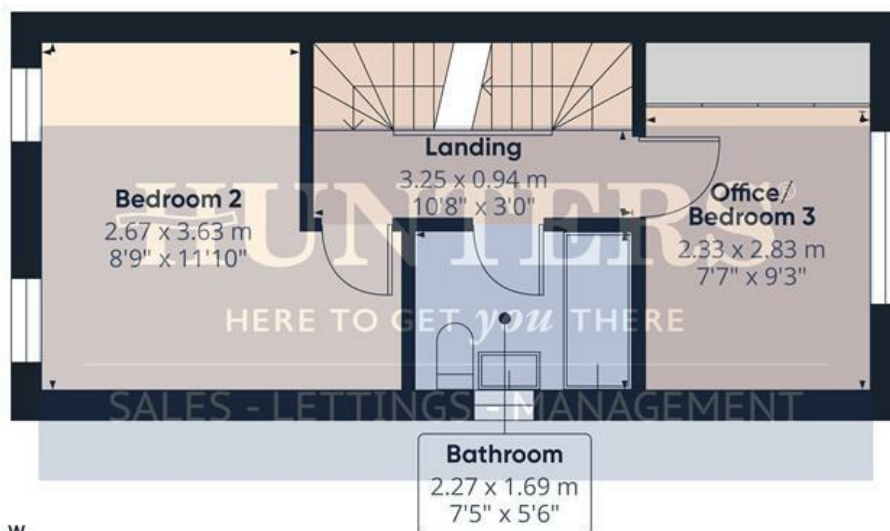 Landing
3.25 x 0.94 m
10'8" x 3'0"
Bedroom 2
2.67 x 3.63 m
8'9" x 11'10"
Office/
Bedroom 3
2.33 x 2.83 m
7'7" x 9'3"
HUNTERS®
HERE TO GET you THERE
SALES - LETTINGS - MANAGEMENT
Bathroom
2.27 x 1.69 m
7'5" x 5'6"
W